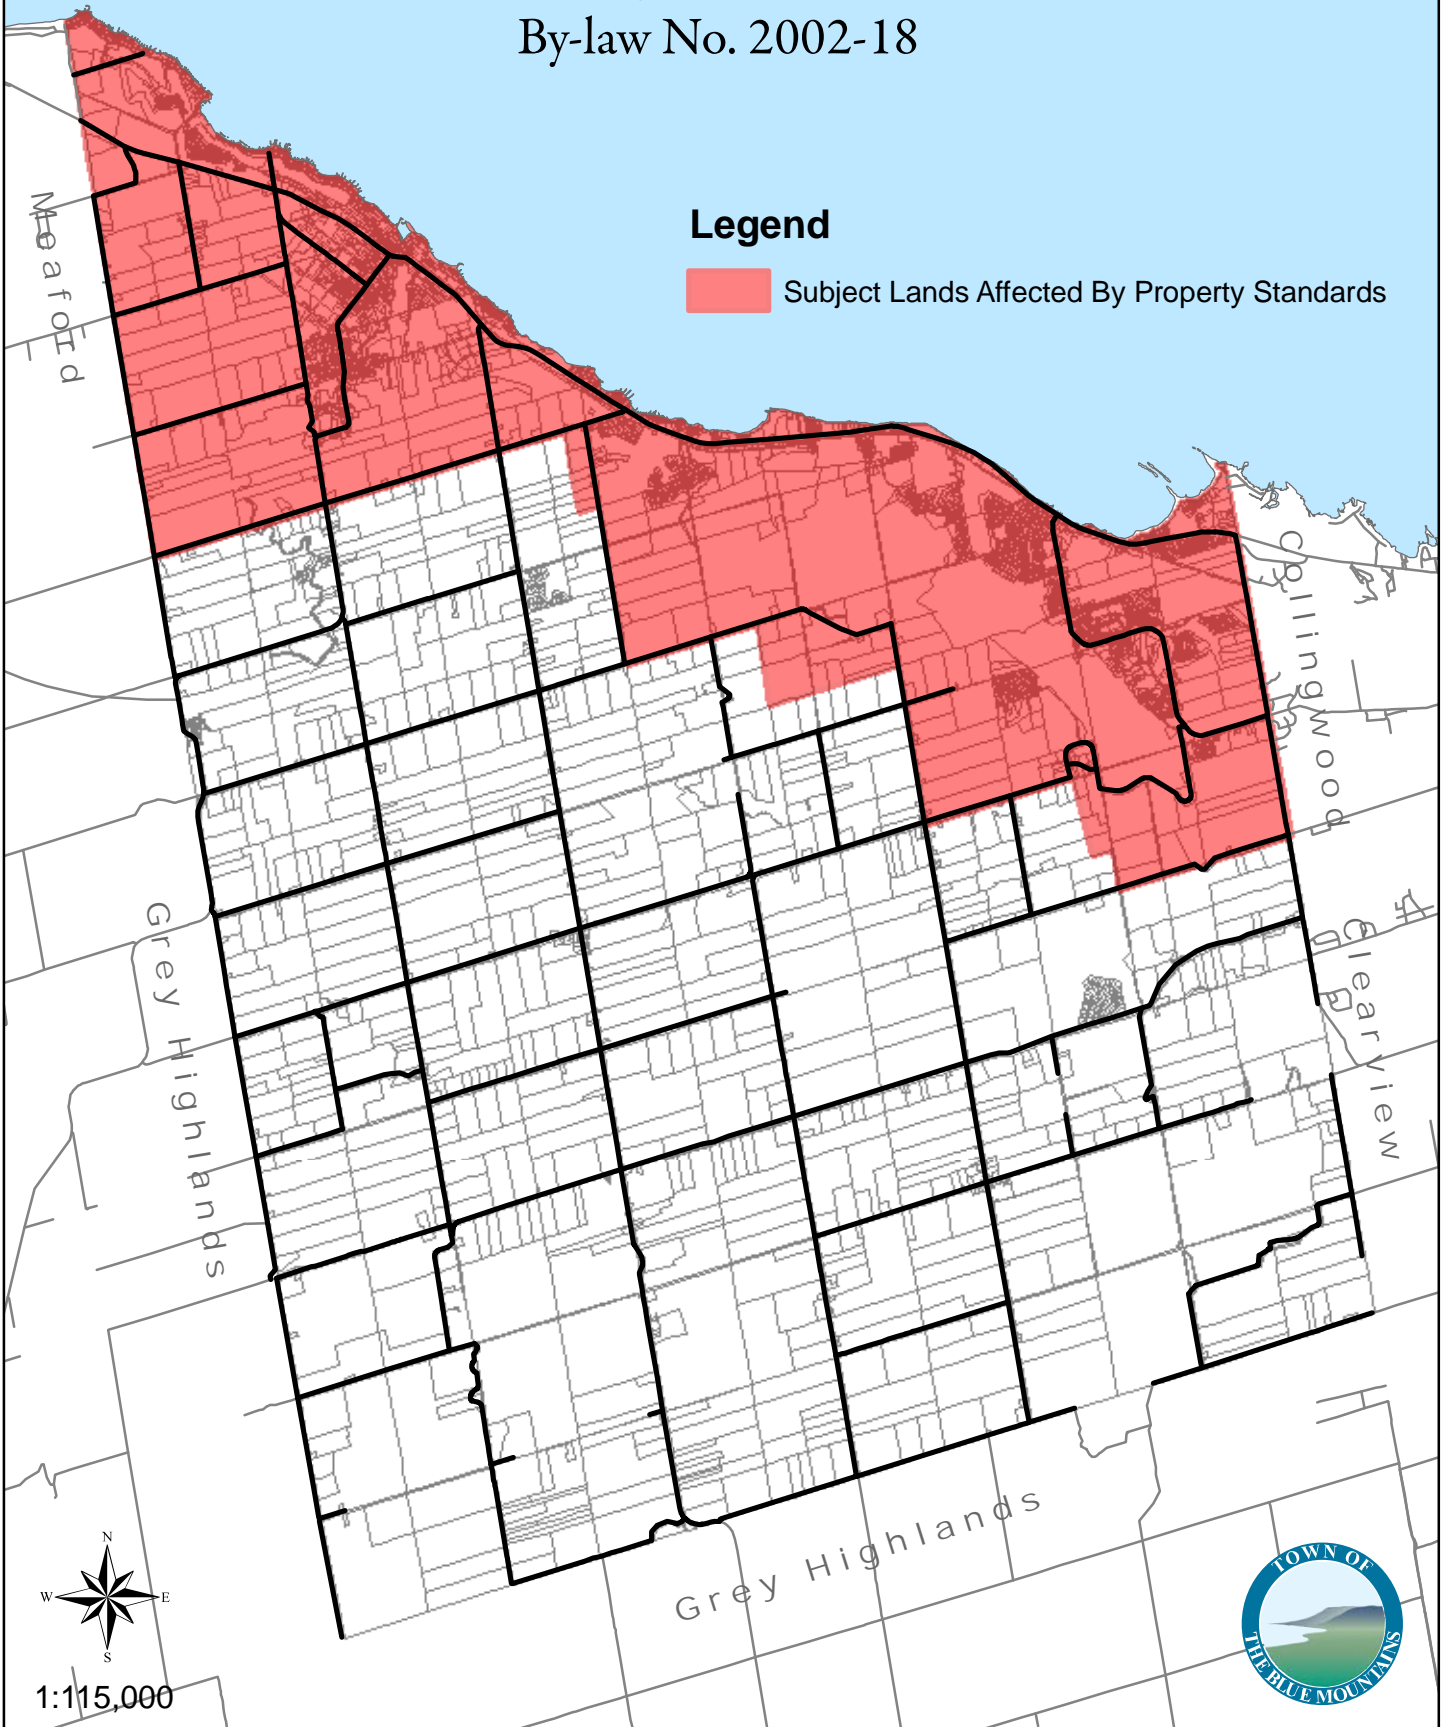 By-law No. 2002-18
Legend
Subject Lands Affected By Property Standards
Meaford
Collingwood
Grey Highlands
Clearview
Grey Highlands
N
W
E
S
1:115,000
TOWN OF
THE BLUE MOUNTAINS